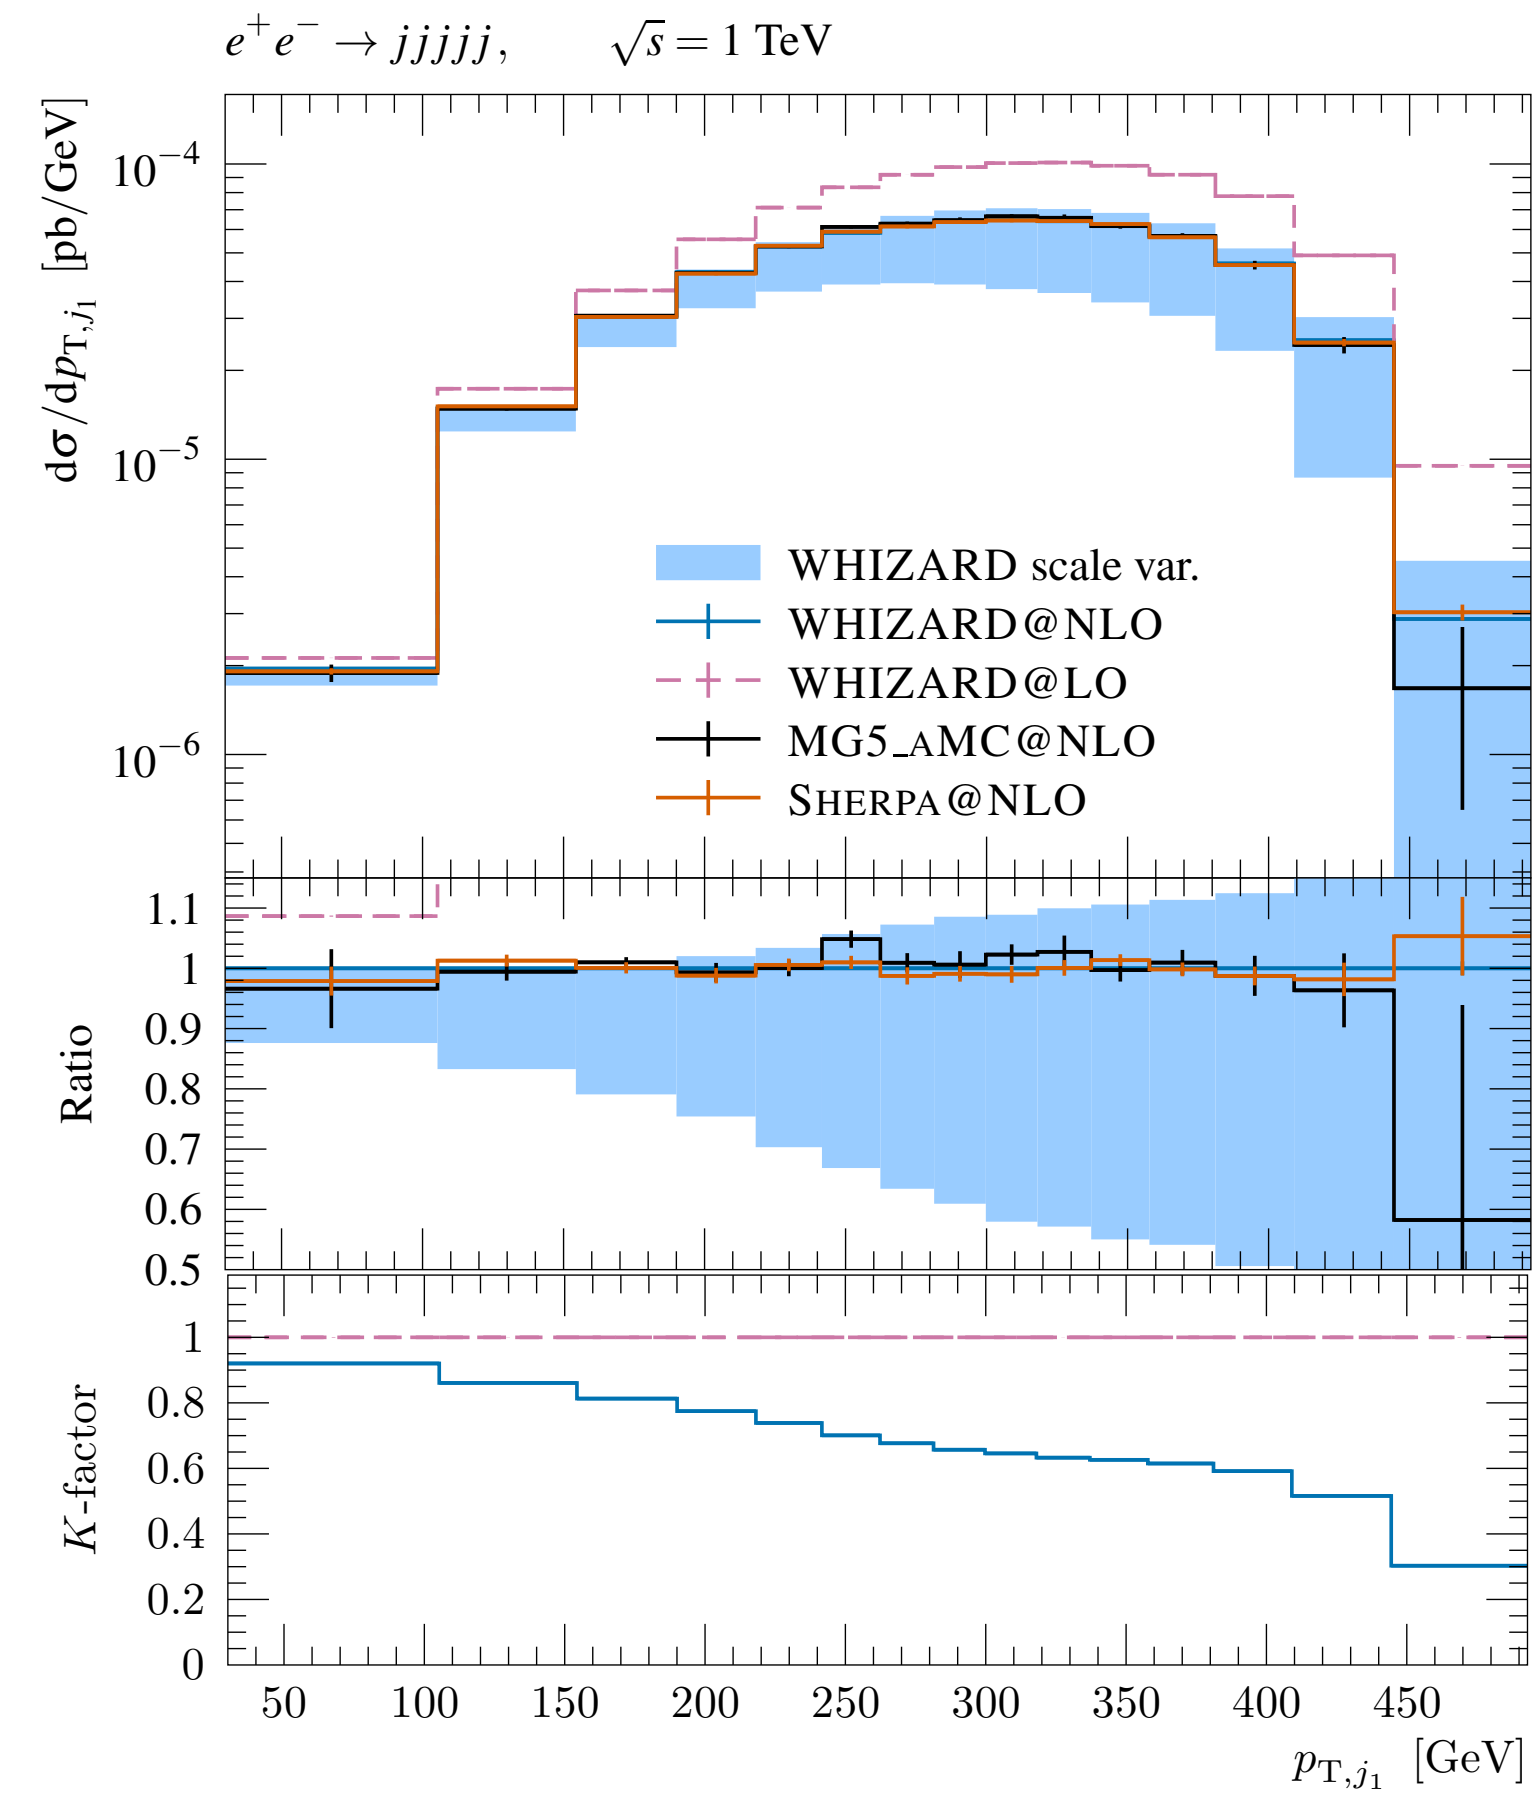 e⁺e⁻ → jjjjj, √s = 1 TeV
dσ/dp_{T,j₁} [pb/GeV]
10⁻⁴
10⁻⁵
10⁻⁶
WHIZARD scale var.
WHIZARD@NLO
WHIZARD@LO
MG5_AMC@NLO
SHERPA@NLO
Ratio
1.1
1
0.9
0.8
0.7
0.6
0.5
K-factor
1
0.8
0.6
0.4
0.2
0
50 100 150 200 250 300 350 400 450
p_{T,j₁} [GeV]